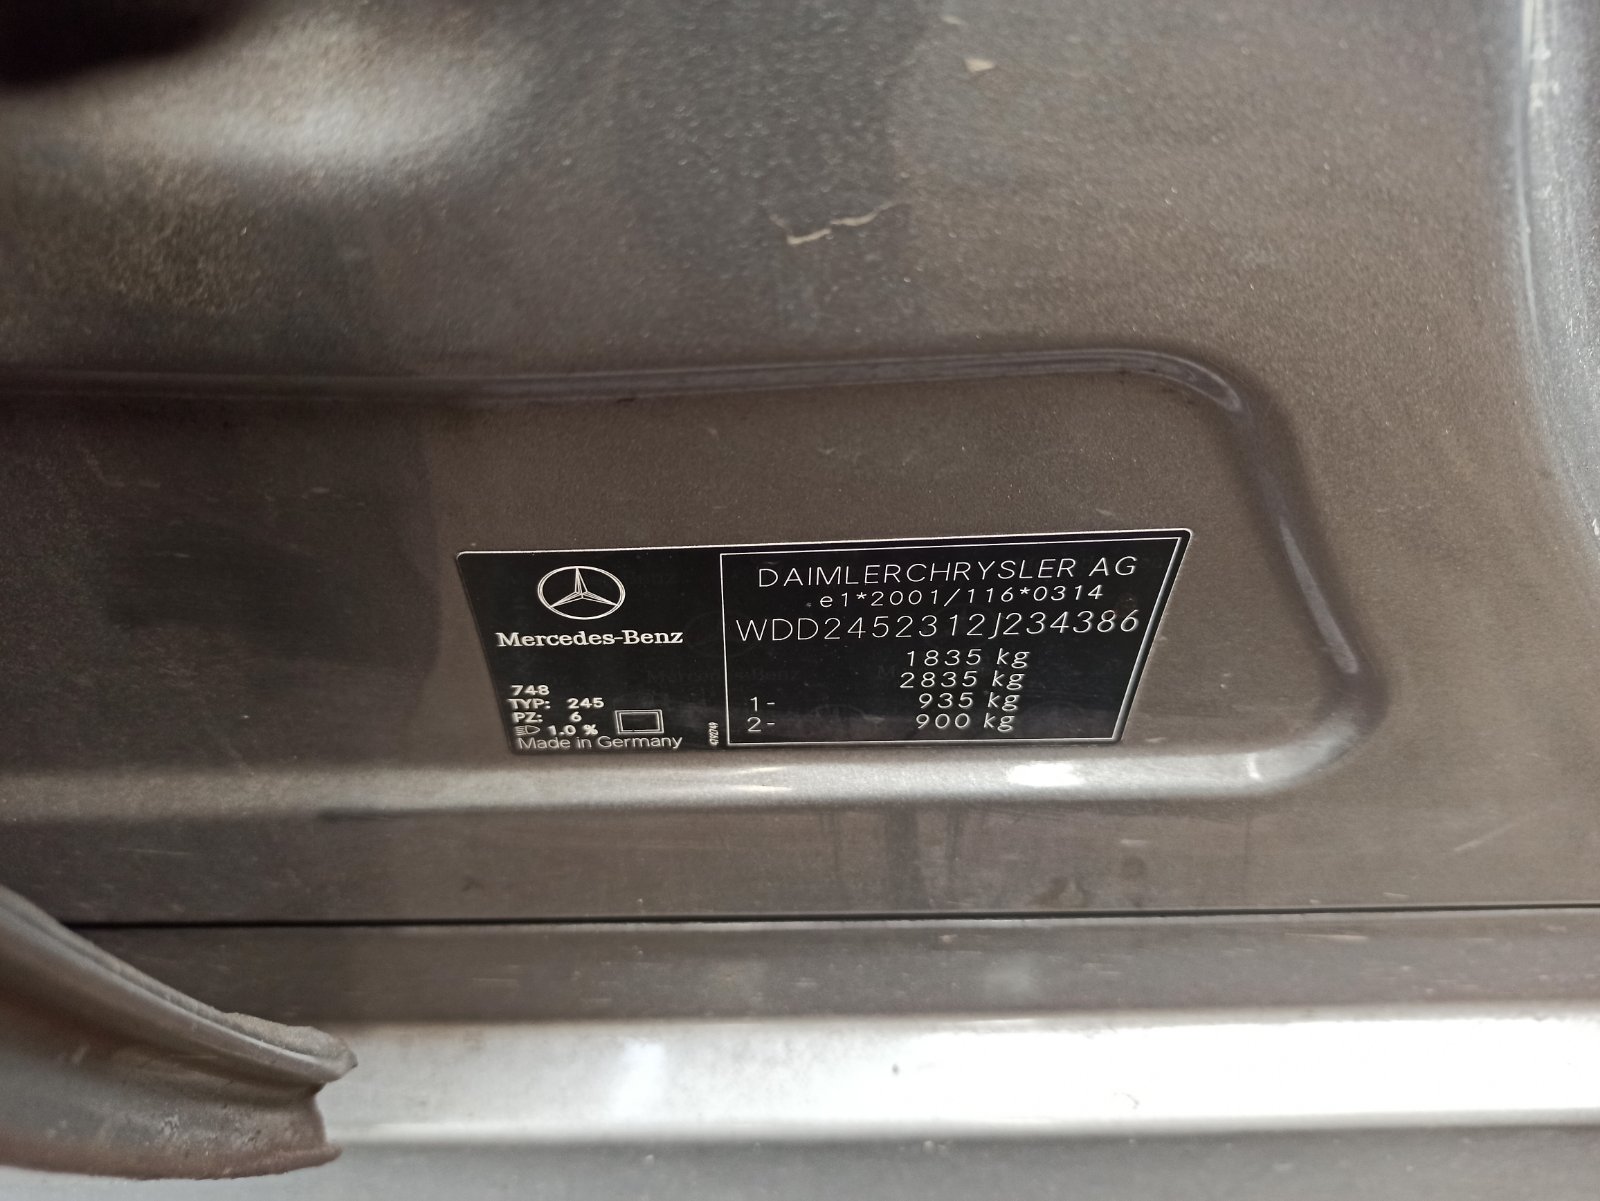 Mercedes-Benz
748
TYP: 245
PZ: 6
1.0 %
Made in Germany
DAIMLERCHRYSLER AG
e1*2001/116*0314
WDD2452312J234386
1835 kg
2835 kg
1- 935 kg
2- 900 kg